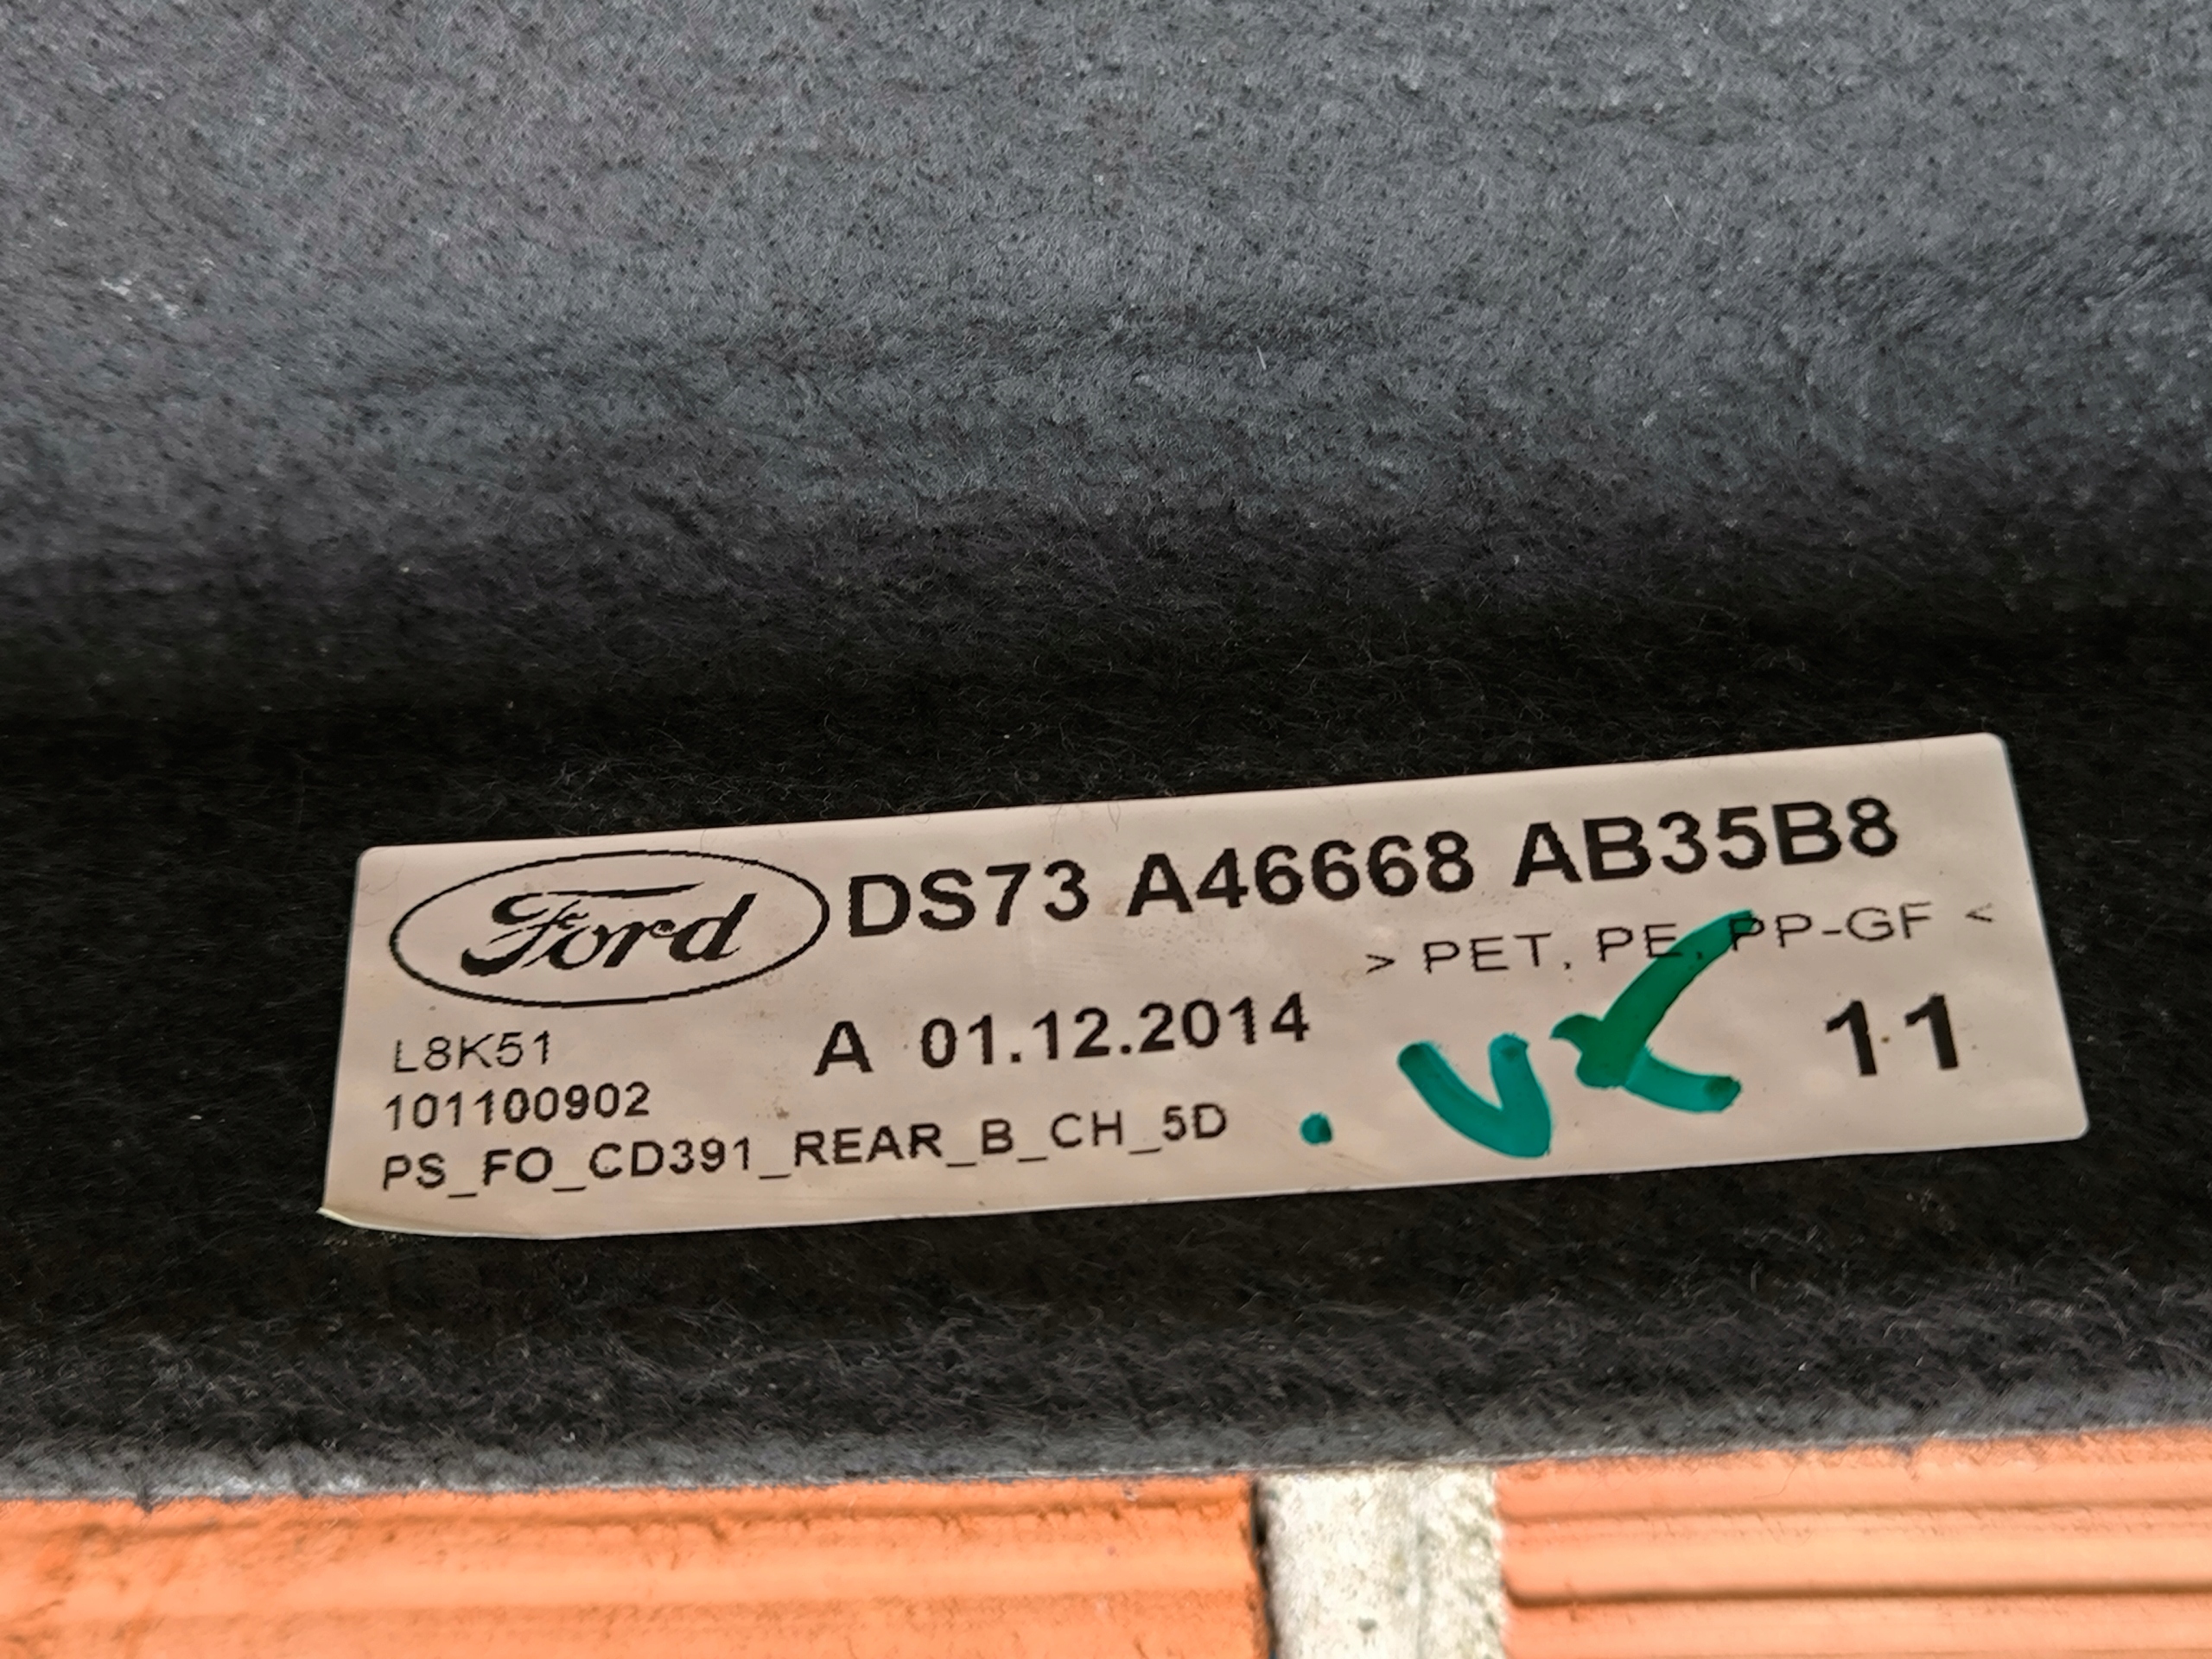 Ford DS73 A46668 AB35B8
> PET, PE, PP-GF <
L8K51
A 01.12.2014
11
101100902
PS_FO_CD391_REAR_B_CH_5D